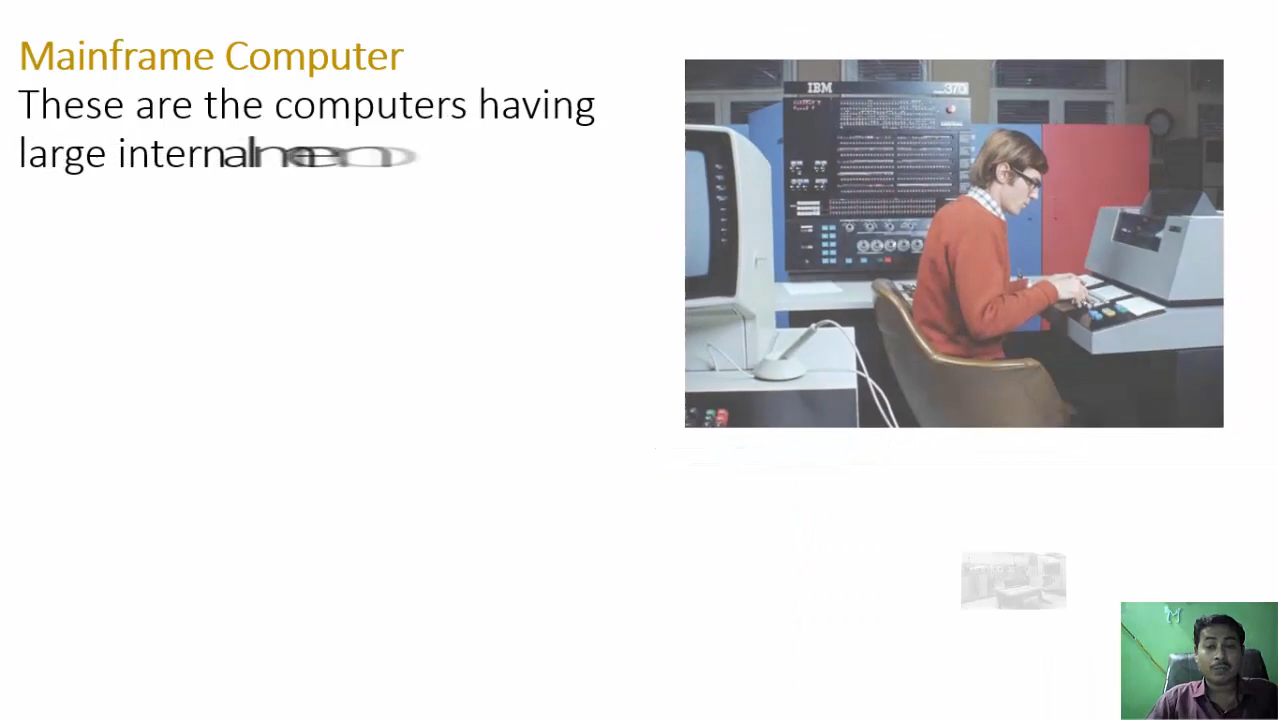 Mainframe Computer
These are the computers having
large internal
IBM
370